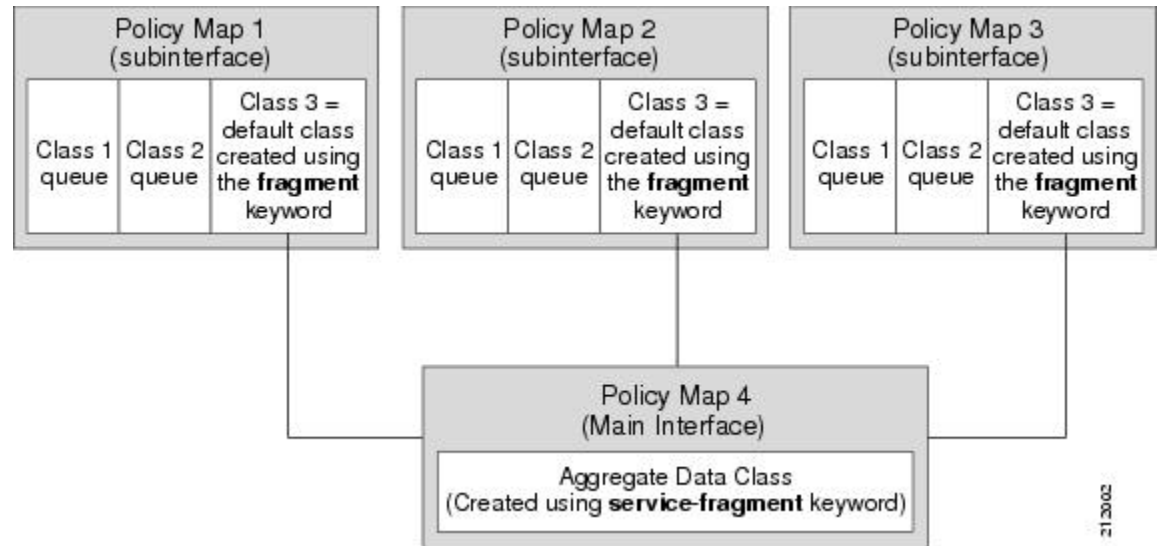 Policy Map 1
(subinterface)
Class 1
queue
Class 2
queue
Class 3 =
default class
created using
the fragment
keyword
Policy Map 2
(subinterface)
Class 1
queue
Class 2
queue
Class 3 =
default class
created using
the fragment
keyword
Policy Map 3
(subinterface)
Class 1
queue
Class 2
queue
Class 3 =
default class
created using
the fragment
keyword
Policy Map 4
(Main Interface)
Aggregate Data Class
(Created using service-fragment keyword)
212002